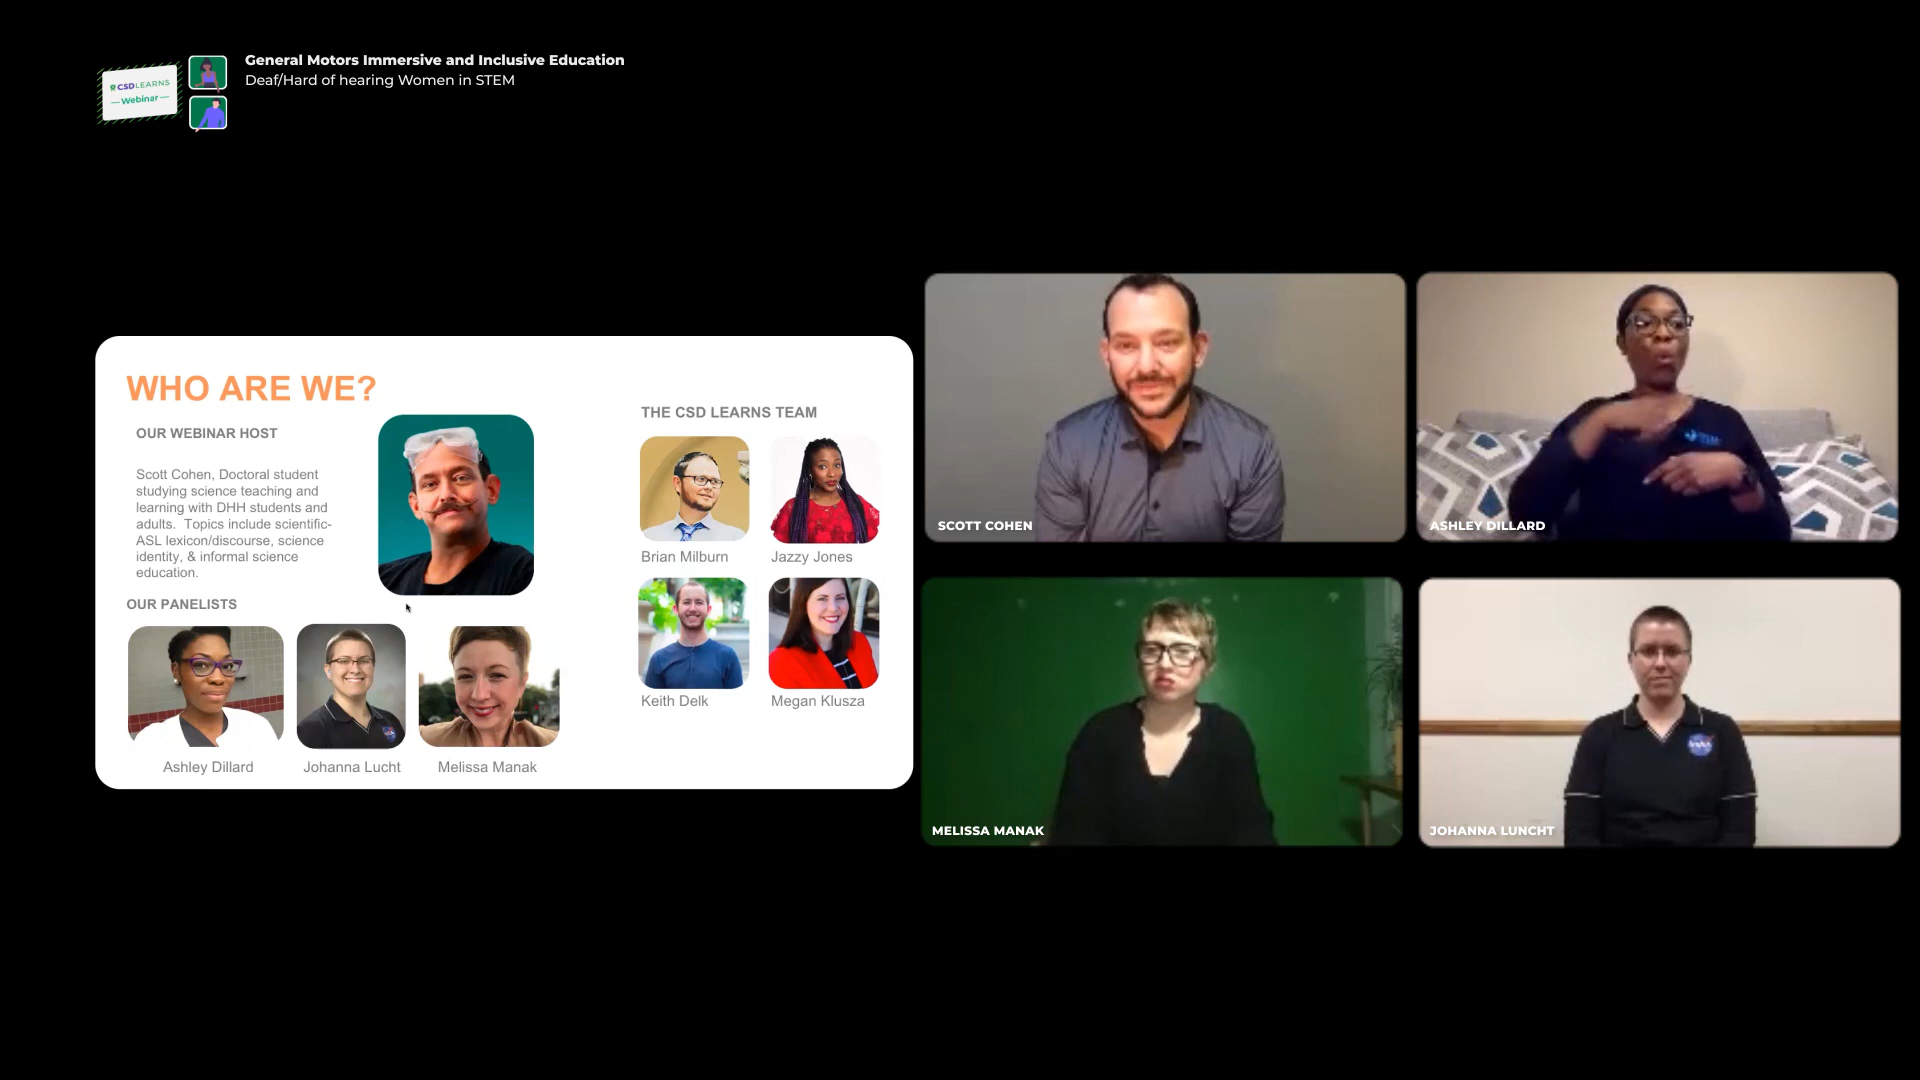 CSDLEARNS
— Webinar —
General Motors Immersive and Inclusive Education
Deaf/Hard of hearing Women in STEM
WHO ARE WE?
OUR WEBINAR HOST
Scott Cohen, Doctoral student
studying science teaching and
learning with DHH students and
adults. Topics include scientific-
ASL lexicon/discourse, science
identity, & informal science
education.
OUR PANELISTS
Ashley Dillard
Johanna Lucht
Melissa Manak
THE CSD LEARNS TEAM
Brian Milburn
Jazzy Jones
Keith Delk
Megan Klusza
SCOTT COHEN
ASHLEY DILLARD
MELISSA MANAK
JOHANNA LUNCHT
NASA